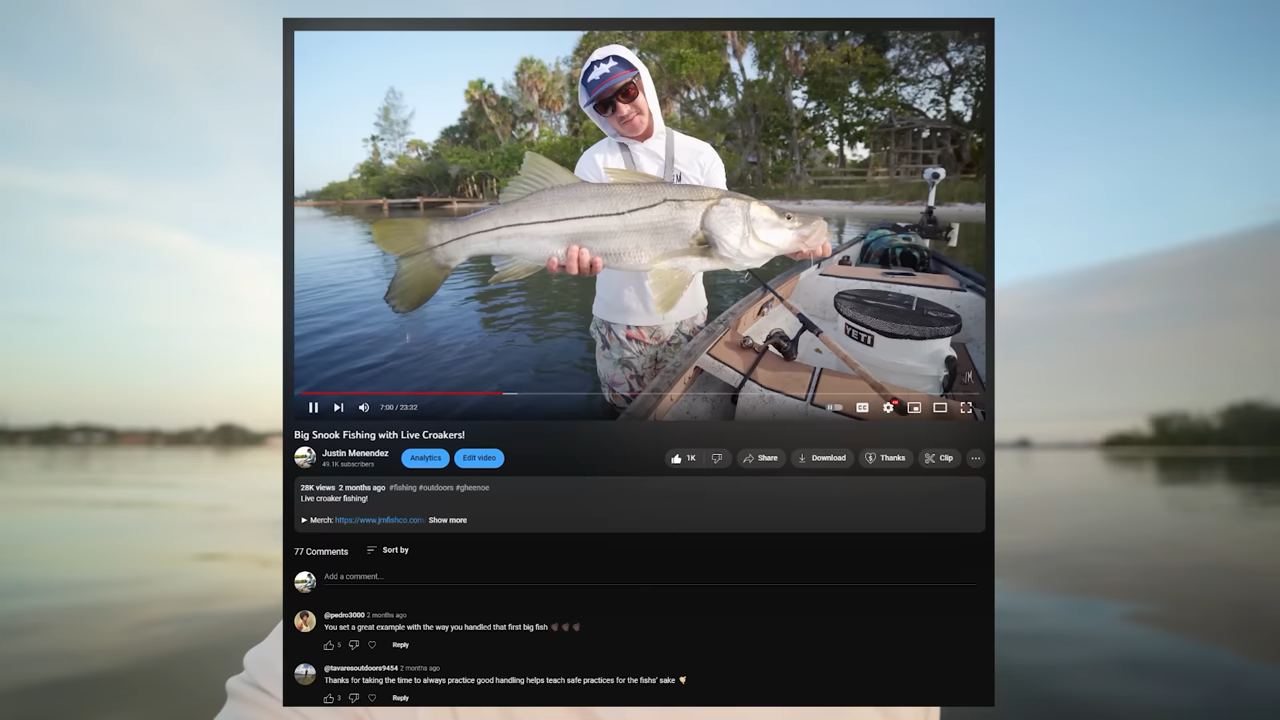 YETI
JM
7:00 / 23:32
CC
Big Snook Fishing with Live Croakers!
Justin Menendez
49.1K subscribers
Analytics
Edit video
1K
Share
Download
Thanks
Clip
28K views 2 months ago #fishing #outdoors #gheenoe
Live croaker fishing!
► Merch: https://www.jmfishco.com Show more
77 Comments
Sort by
Add a comment...
@pedro3000 2 months ago
You set a great example with the way you handled that first big fish
5
Reply
@tavaresoutdoors9454 2 months ago
Thanks for taking the time to always practice good handling helps teach safe practices for the fishs' sake
3
Reply